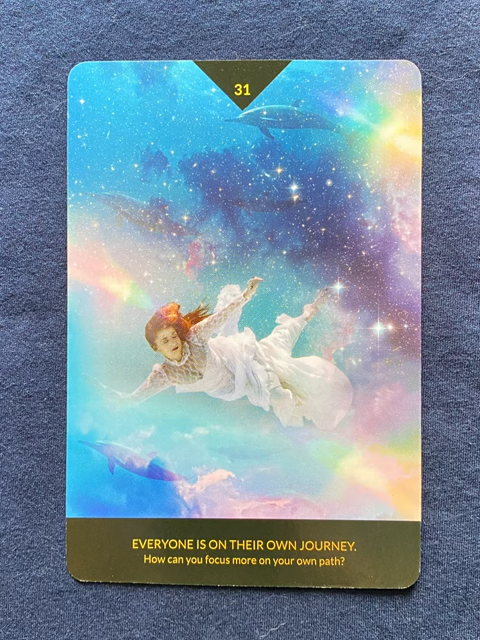 31
EVERYONE IS ON THEIR OWN JOURNEY.
How can you focus more on your own path?